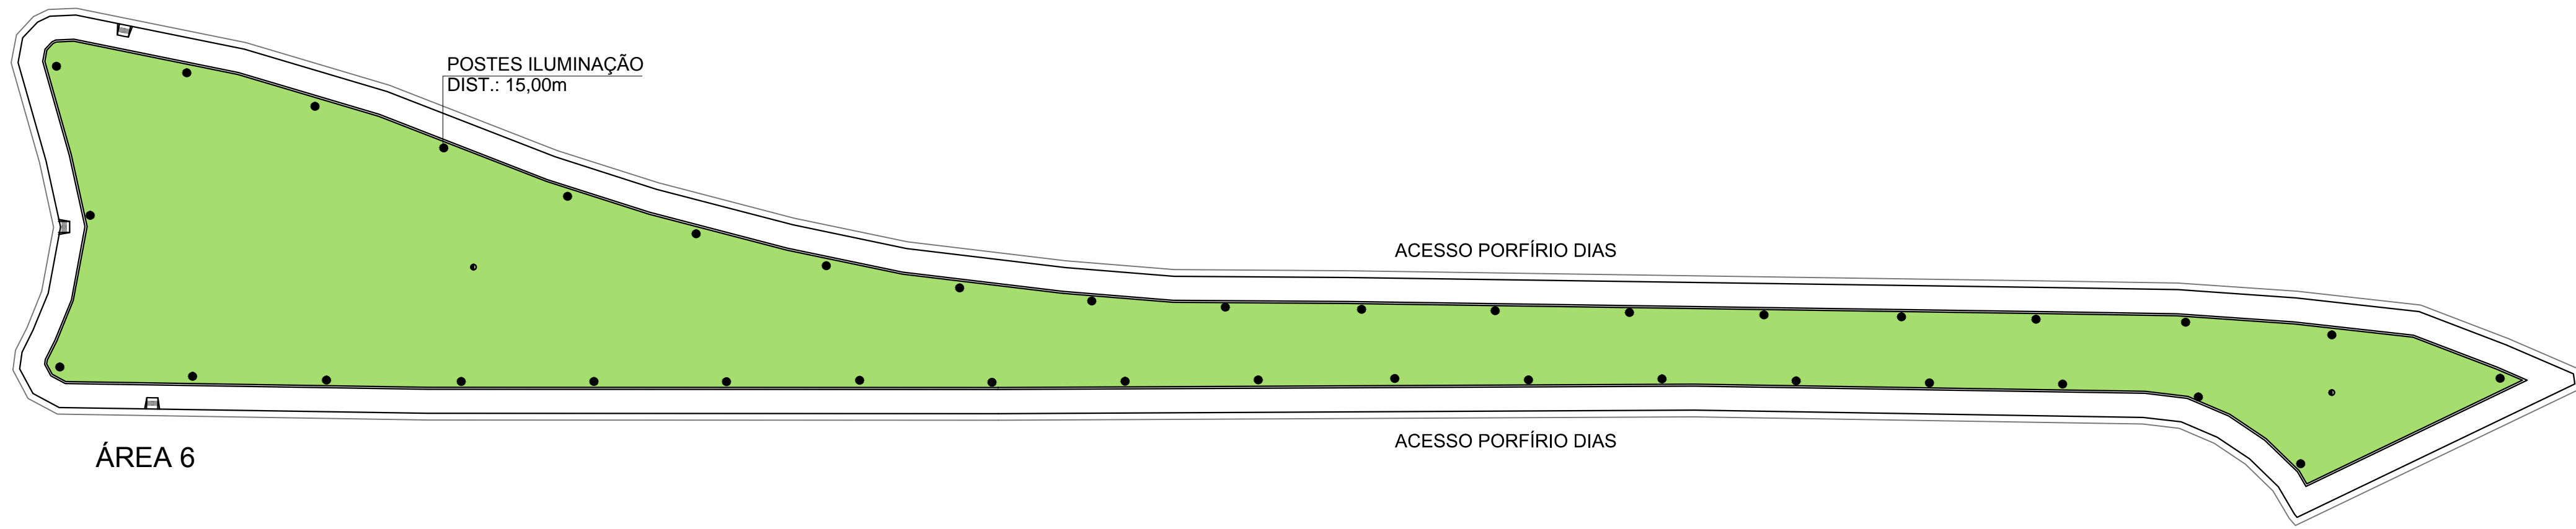 POSTES ILUMINAÇÃO
DIST.: 15,00m
ACESSO PORFÍRIO DIAS
ACESSO PORFÍRIO DIAS
ÁREA 6